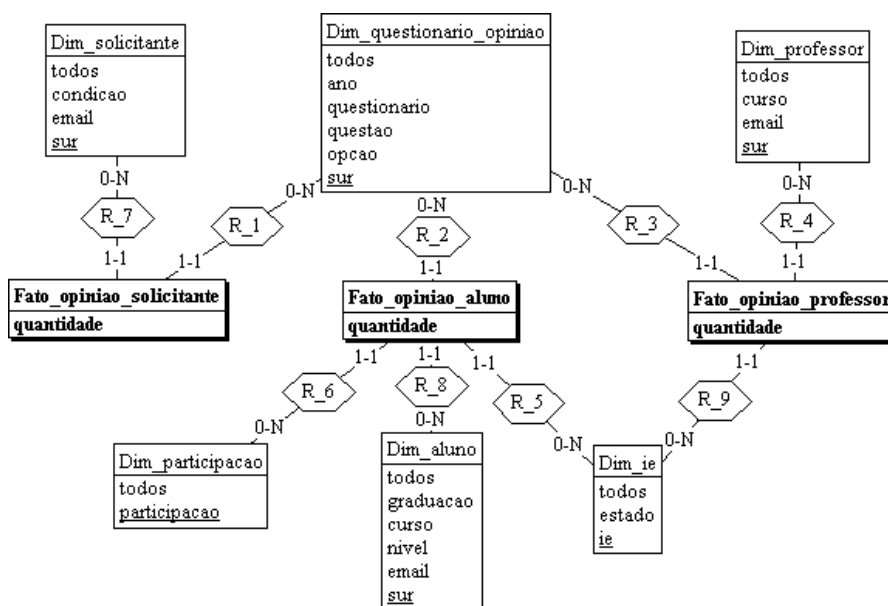 Dim_solicitante
todos
condicao
email
sur
Dim_questionario_opiniao
todos
ano
questionario
questao
opcao
sur
Dim_professor
todos
curso
email
sur
0-N
0-N
0-N
0-N
0-N
R_7
R_1
R_2
R_3
R_4
1-1
1-1
1-1
1-1
1-1
Fato_opiniao_solicitante
quantidade
Fato_opiniao_aluno
quantidade
Fato_opiniao_professor
quantidade
1-1
1-1
1-1
1-1
R_6
R_8
R_5
R_9
0-N
0-N
0-N
0-N
Dim_participacao
todos
participacao
Dim_aluno
todos
graduacao
curso
nivel
email
sur
Dim_ie
todos
estado
ie